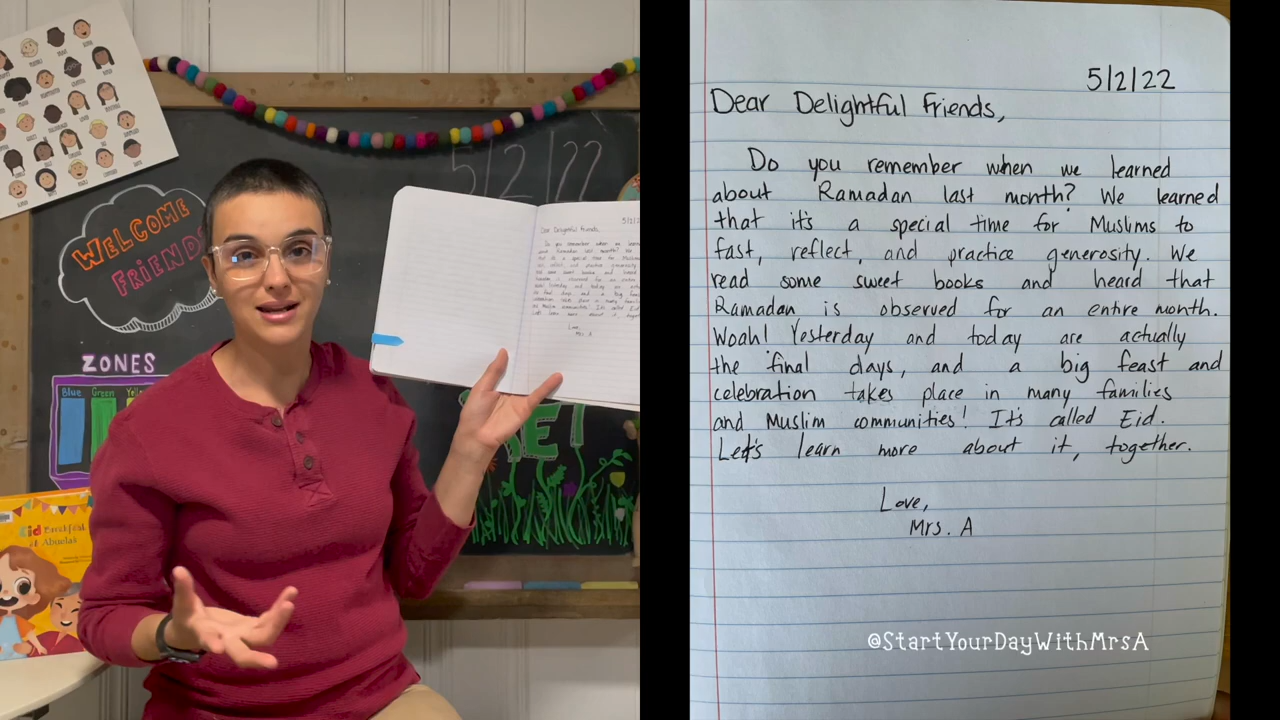 WELCOME
FRIENDS
5/2/22
ZONES
Blue Green
Eid Breakfast
at Abuela's
5/2/22
Dear Delightful Friends,
Do you remember when we learned
about Ramadan last month? We learned
that it's a special time for Muslims to
fast, reflect, and practice generosity. We
read some sweet books and heard that
Ramadan is observed for an entire month.
Woah! Yesterday and today are actually
the final days, and a big feast and
celebration takes place in many families
and Muslim communities! It's called Eid.
Let's learn more about it, together.
Love,
Mrs. A
@StartYourDayWithMrsA